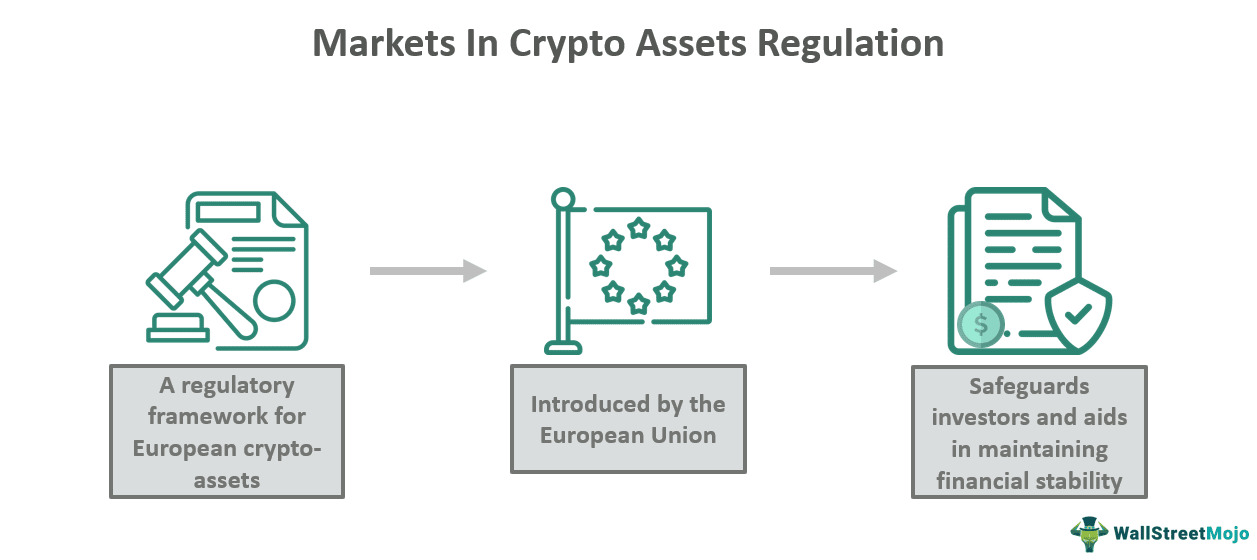 Markets In Crypto Assets Regulation
$
A regulatory
framework for
European crypto-
assets
Introduced by the
European Union
Safeguards
investors and aids
in maintaining
financial stability
WallStreetMojo